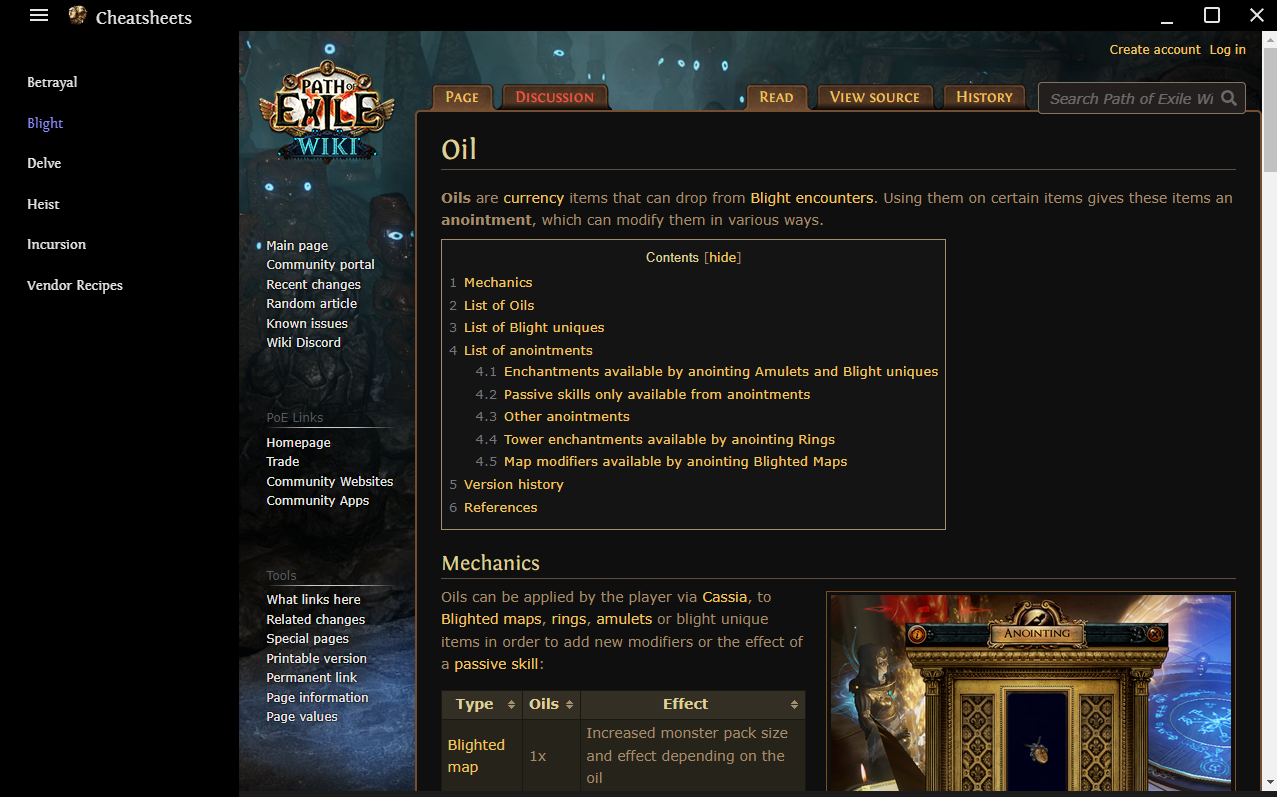 Cheatsheets
Betrayal
Blight
Delve
Heist
Incursion
Vendor Recipes
PATH OF
EXILE
WIKI
Main page
Community portal
Recent changes
Random article
Known issues
Wiki Discord
PoE Links
Homepage
Trade
Community Websites
Community Apps
Tools
What links here
Related changes
Special pages
Printable version
Permanent link
Page information
Page values
Create account Log in
Page Discussion Read View source History
Search Path of Exile Wi
Oil
Oils are currency items that can drop from Blight encounters. Using them on certain items gives these items an
anointment, which can modify them in various ways.
Contents [hide]
1 Mechanics
2 List of Oils
3 List of Blight uniques
4 List of anointments
4.1 Enchantments available by anointing Amulets and Blight uniques
4.2 Passive skills only available from anointments
4.3 Other anointments
4.4 Tower enchantments available by anointing Rings
4.5 Map modifiers available by anointing Blighted Maps
5 Version history
6 References
Mechanics
Oils can be applied by the player via Cassia, to
Blighted maps, rings, amulets or blight unique
items in order to add new modifiers or the effect of
a passive skill:
Type Oils Effect
Blighted
map
1x
Increased monster pack size
and effect depending on the
oil
Anointing